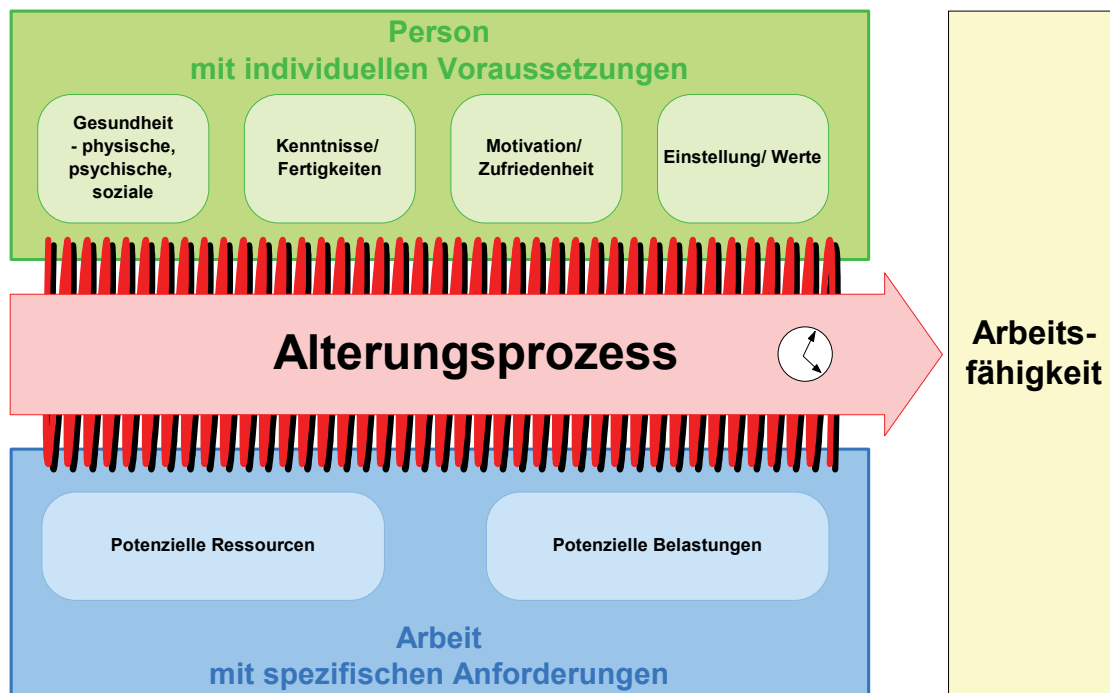 Person
mit individuellen Voraussetzungen
Gesundheit
- physische,
psychische,
soziale
Kenntnisse/
Fertigkeiten
Motivation/
Zufriedenheit
Einstellung/ Werte
Alterungsprozess
Arbeits-
fähigkeit
Potenzielle Ressourcen
Potenzielle Belastungen
Arbeit
mit spezifischen Anforderungen